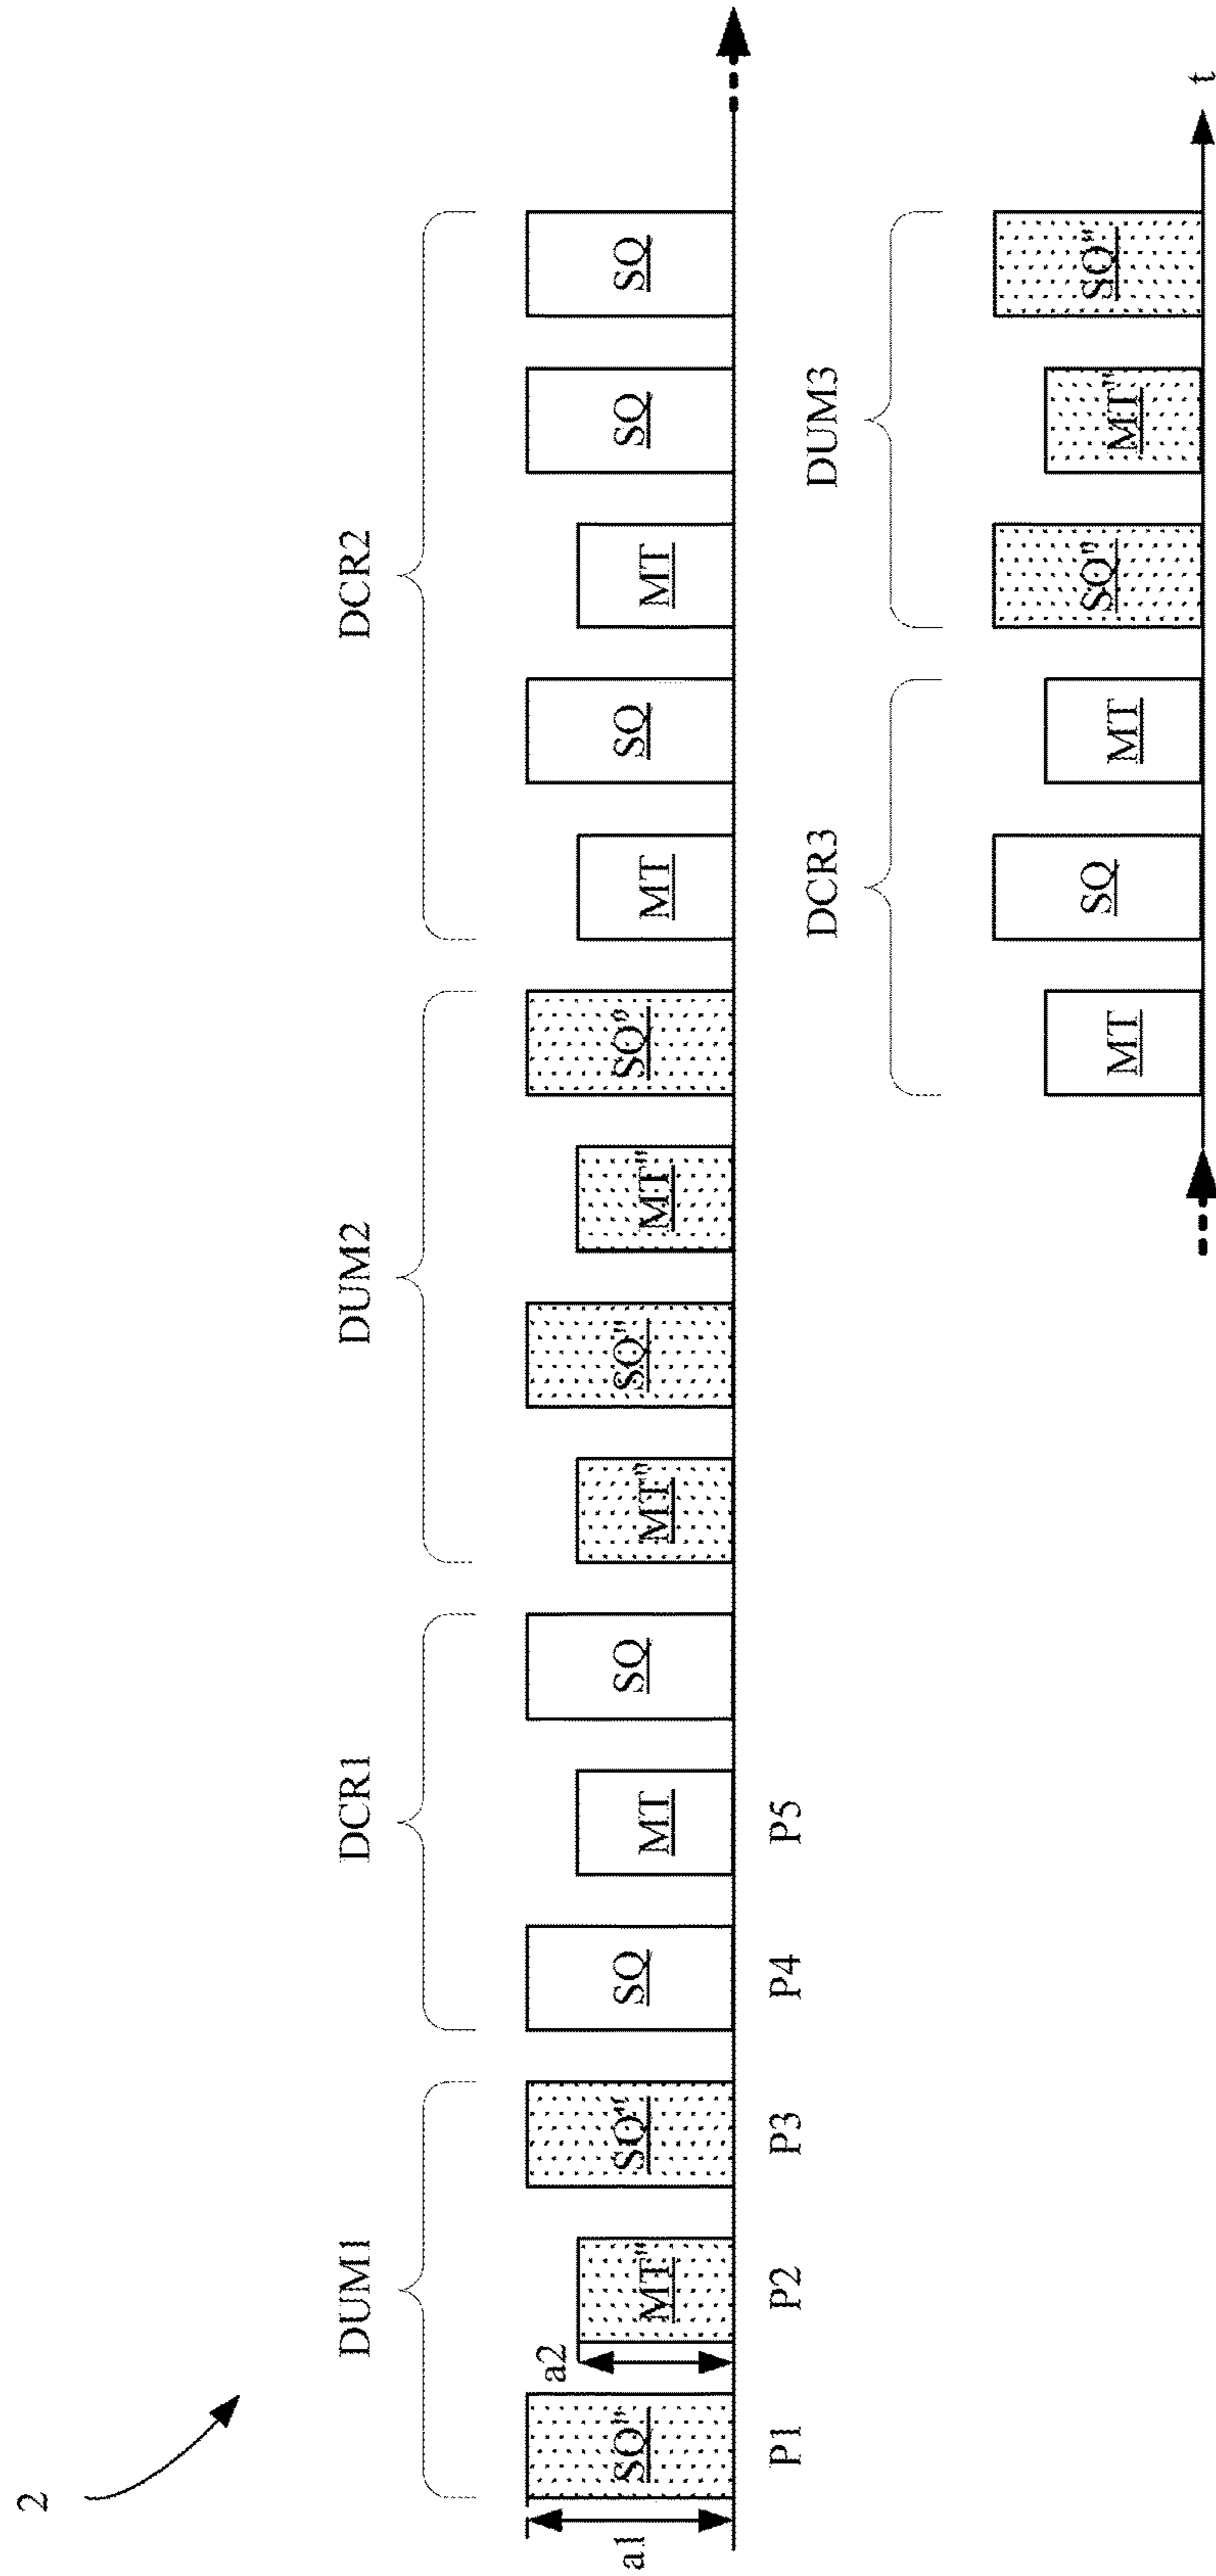 2
DUM1 DCR1 DUM2 DCR2
a1 a2
SQ" MT" SQ" SQ MT SQ MT" SQ" MT" SQ" MT SQ MT SQ SQ
P1 P2 P3 P4 P5
DCR3 DUM3
MT SQ MT SQ" MT" SQ"
t